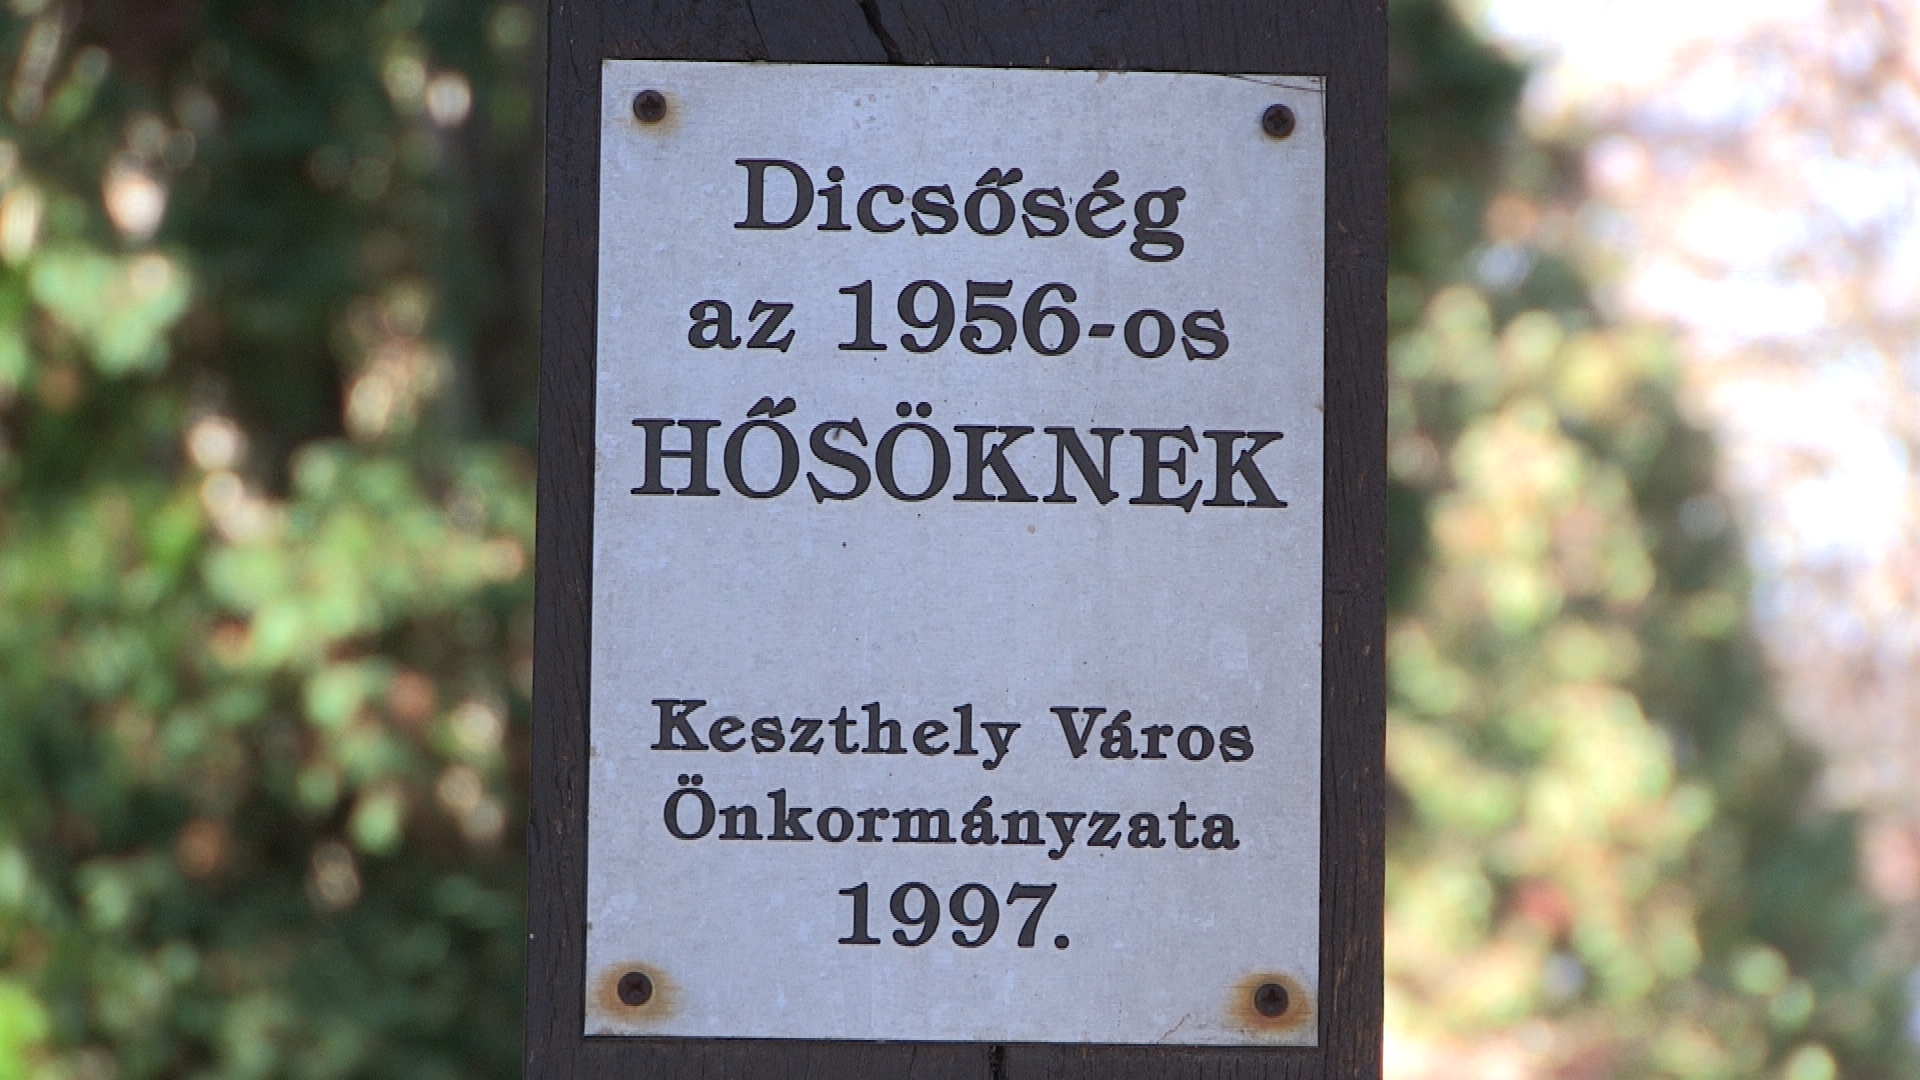 Dicsőség
az 1956-os
HŐSÖKNEK
Keszthely Város
Önkormányzata
1997.